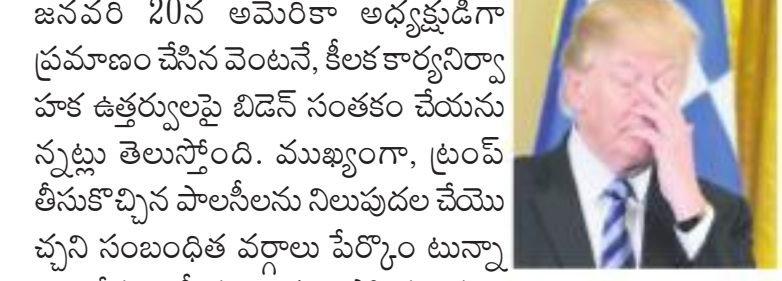 జనవరి 20న అమెరికా అధ్యక్షుడిగా
ప్రమాణం చేసిన వెంటనే, కీలక కార్యనిర్వా
హక ఉత్తర్వులపై బిడెన్ సంతకం చేయను
న్నట్లు తెలుస్తోంది. ముఖ్యంగా, ట్రంప్
తీసుకొచ్చిన పాలసీలను నిలుపుదల చేయొ
చ్చని సంబంధిత వర్గాలు పేర్కొం టున్నా